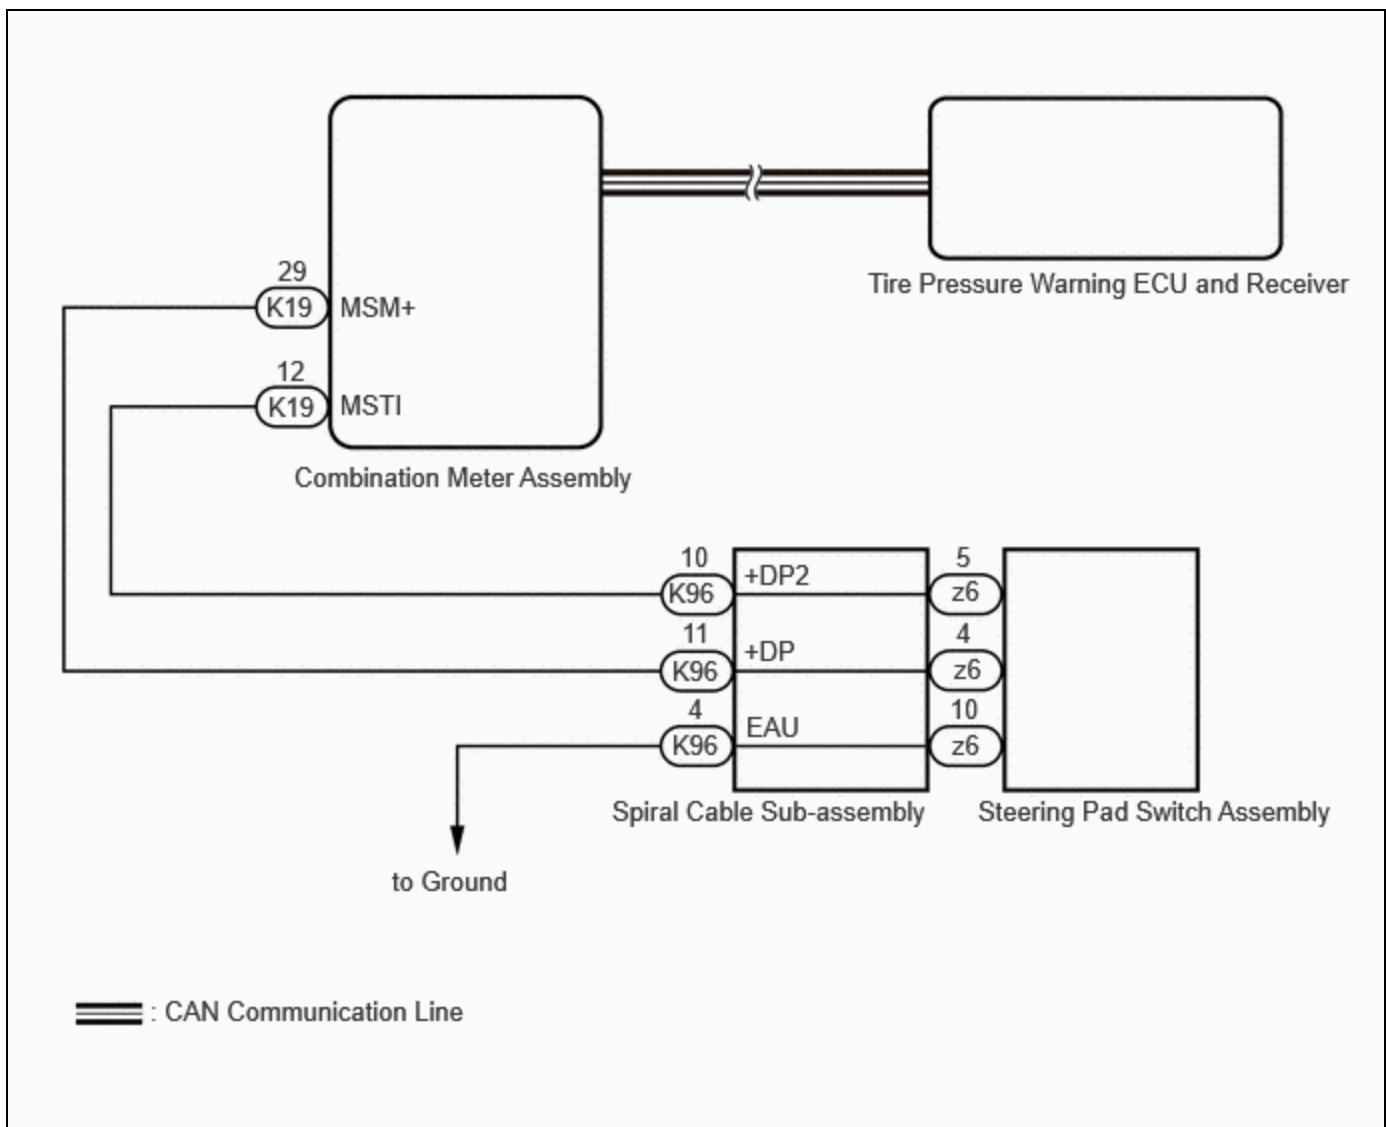 Tire Pressure Warning ECU and Receiver
29
K19 MSM+
12
K19 MSTI
Combination Meter Assembly
10
K96 +DP2
5
z6
11
K96 +DP
4
z6
4
K96 EAU
10
z6
Spiral Cable Sub-assembly
Steering Pad Switch Assembly
to Ground
: CAN Communication Line